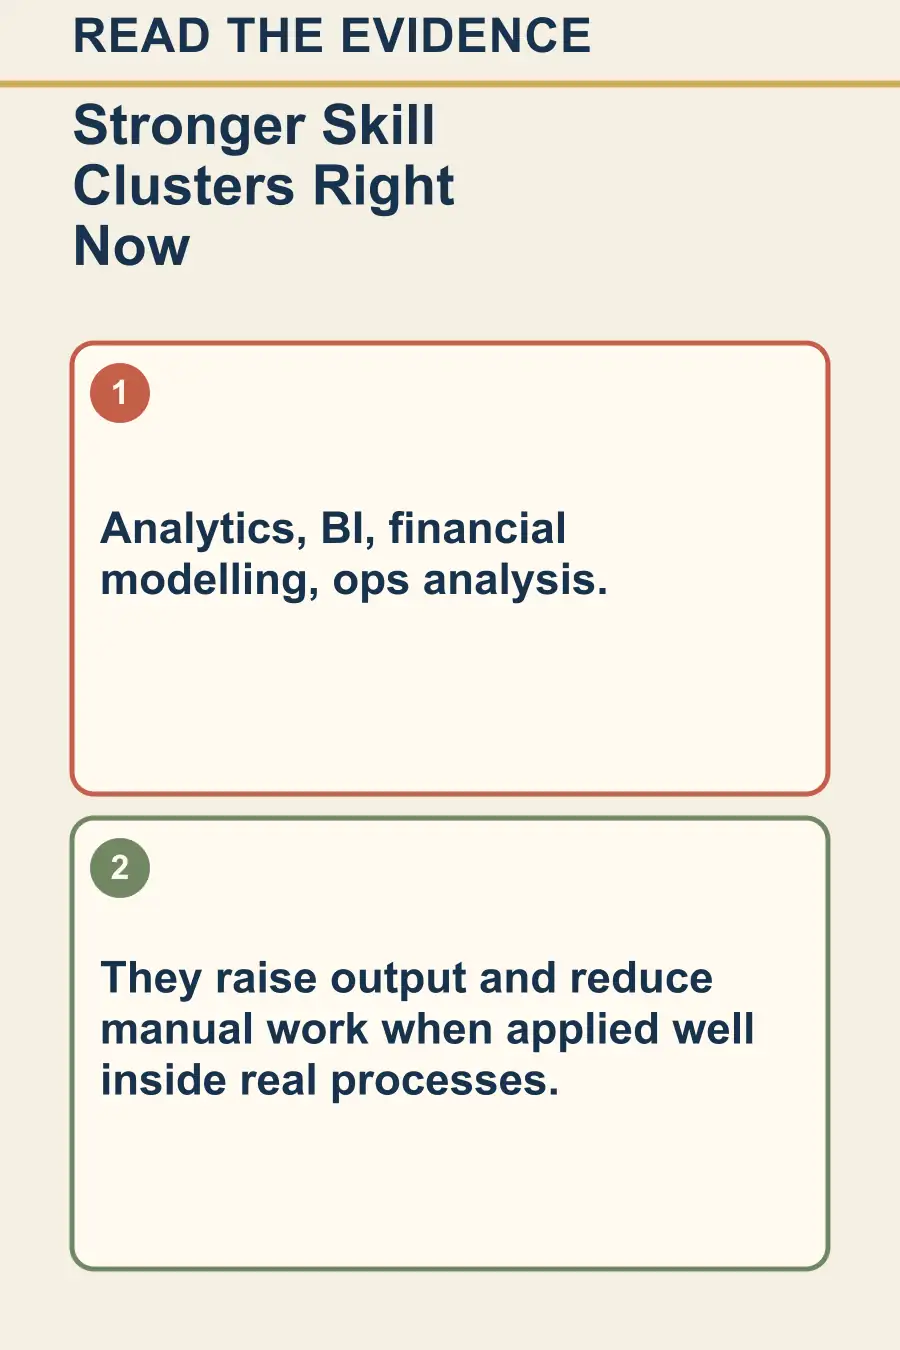 READ THE EVIDENCE
Stronger Skill
Clusters Right
Now
1
Analytics, BI, financial
modelling, ops analysis.
2
They raise output and reduce
manual work when applied well
inside real processes.